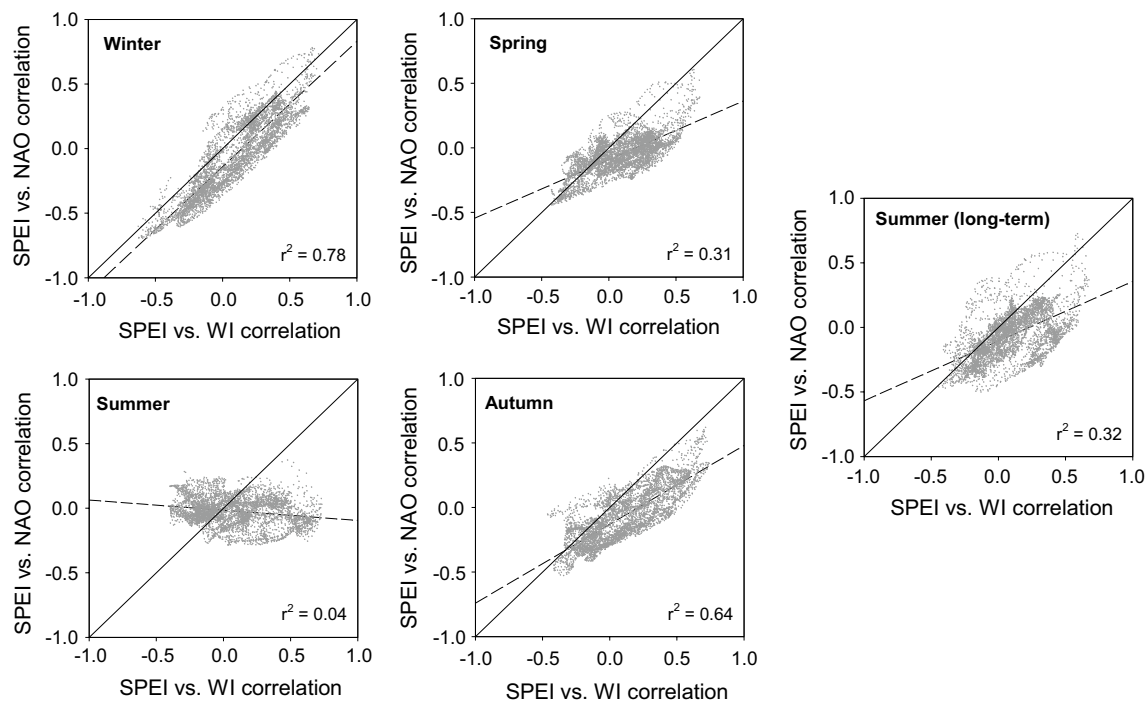 Winter
SPEI vs. NAO correlation
1.0
0.5
0.0
-0.5
-1.0
r² = 0.78
-1.0 -0.5 0.0 0.5 1.0
SPEI vs. WI correlation
Spring
SPEI vs. NAO correlation
1.0
0.5
0.0
-0.5
-1.0
r² = 0.31
-1.0 -0.5 0.0 0.5 1.0
SPEI vs. WI correlation
Summer (long-term)
SPEI vs. NAO correlation
1.0
0.5
0.0
-0.5
-1.0
r² = 0.32
-1.0 -0.5 0.0 0.5 1.0
SPEI vs. WI correlation
Summer
SPEI vs. NAO correlation
1.0
0.5
0.0
-0.5
-1.0
r² = 0.04
-1.0 -0.5 0.0 0.5 1.0
SPEI vs. WI correlation
Autumn
SPEI vs. NAO correlation
1.0
0.5
0.0
-0.5
-1.0
r² = 0.64
-1.0 -0.5 0.0 0.5 1.0
SPEI vs. WI correlation